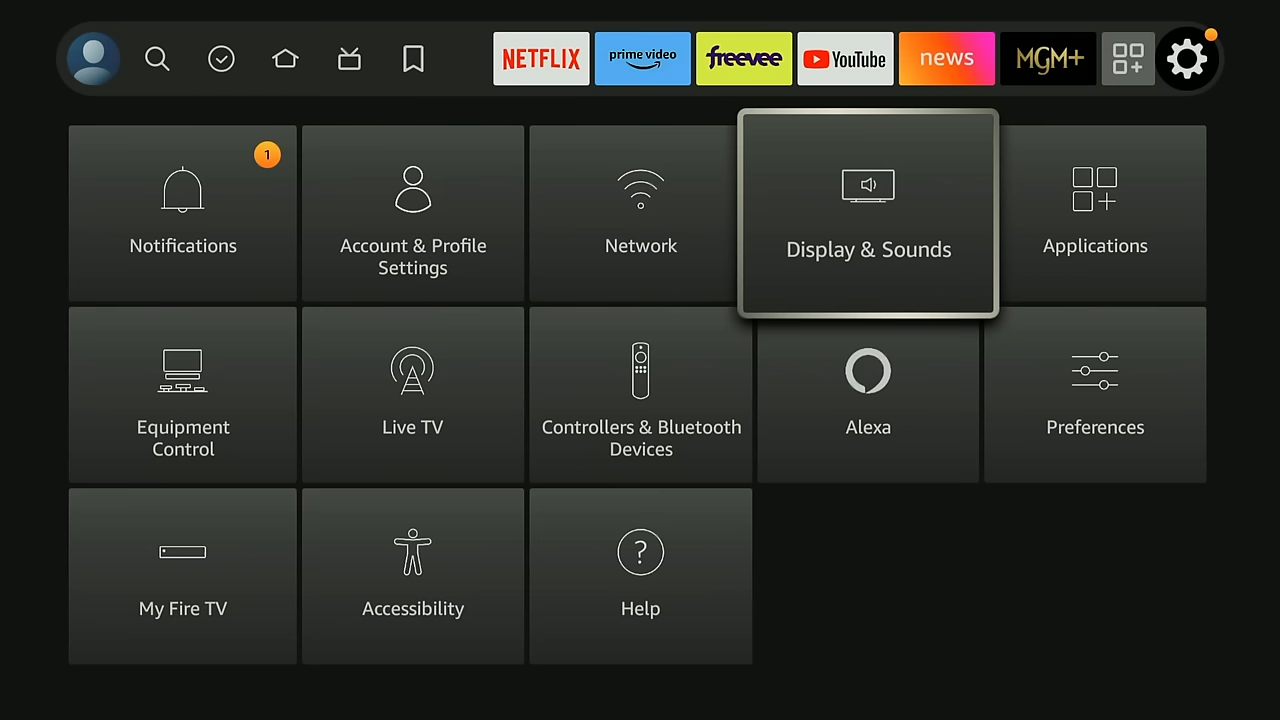 NETFLIX
prime video
freevee
YouTube
news
MGM+
1
Notifications
Account & Profile
Settings
Network
Display & Sounds
Applications
Equipment
Control
Live TV
Controllers & Bluetooth
Devices
Alexa
Preferences
My Fire TV
Accessibility
?
Help